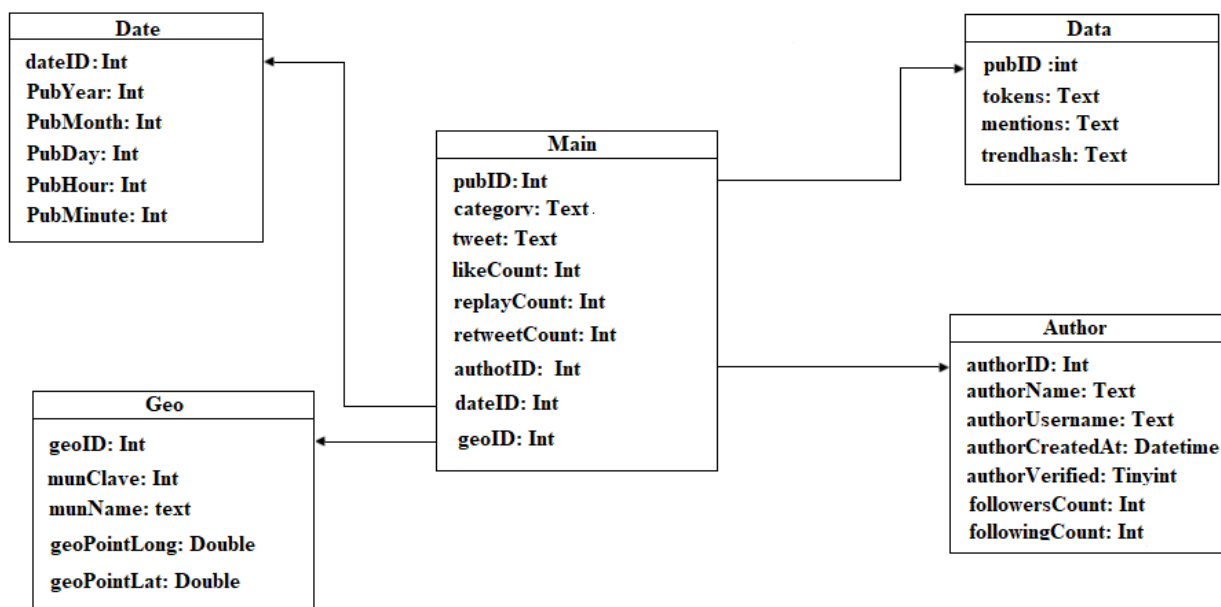 Date
dateID: Int
PubYear: Int
PubMonth: Int
PubDay: Int
PubHour: Int
PubMinute: Int
Data
pubID :int
tokens: Text
mentions: Text
trendhash: Text
Main
pubID: Int
category: Text .
tweet: Text
likeCount: Int
replayCount: Int
retweetCount: Int
authotID: Int
dateID: Int
geoID: Int
Geo
geoID: Int
munClave: Int
munName: text
geoPointLong: Double
geoPointLat: Double
Author
authorID: Int
authorName: Text
authorUsername: Text
authorCreatedAt: Datetime
authorVerified: Tinyint
followersCount: Int
followingCount: Int